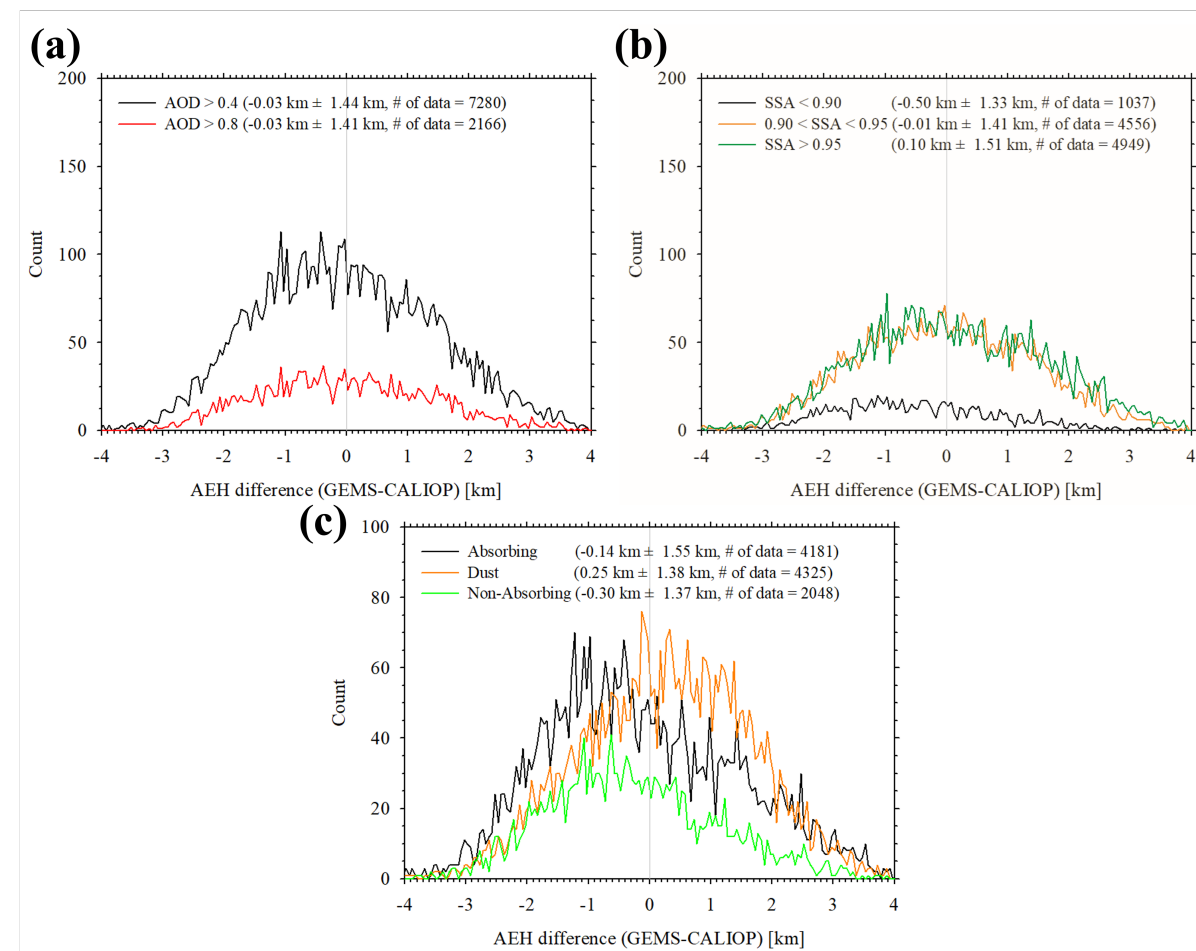 (a)
200
150
100
50
0
Count
AOD > 0.4 (-0.03 km ± 1.44 km, # of data = 7280)
AOD > 0.8 (-0.03 km ± 1.41 km, # of data = 2166)
-4 -3 -2 -1 0 1 2 3 4
AEH difference (GEMS-CALIOP) [km]
(b)
200
150
100
50
0
Count
SSA < 0.90 (-0.50 km ± 1.33 km, # of data = 1037)
0.90 < SSA < 0.95 (-0.01 km ± 1.41 km, # of data = 4556)
SSA > 0.95 (0.10 km ± 1.51 km, # of data = 4949)
-4 -3 -2 -1 0 1 2 3 4
AEH difference (GEMS-CALIOP) [km]
(c)
100
80
60
40
20
0
Count
Absorbing (-0.14 km ± 1.55 km, # of data = 4181)
Dust (0.25 km ± 1.38 km, # of data = 4325)
Non-Absorbing (-0.30 km ± 1.37 km, # of data = 2048)
-4 -3 -2 -1 0 1 2 3 4
AEH difference (GEMS-CALIOP) [km]